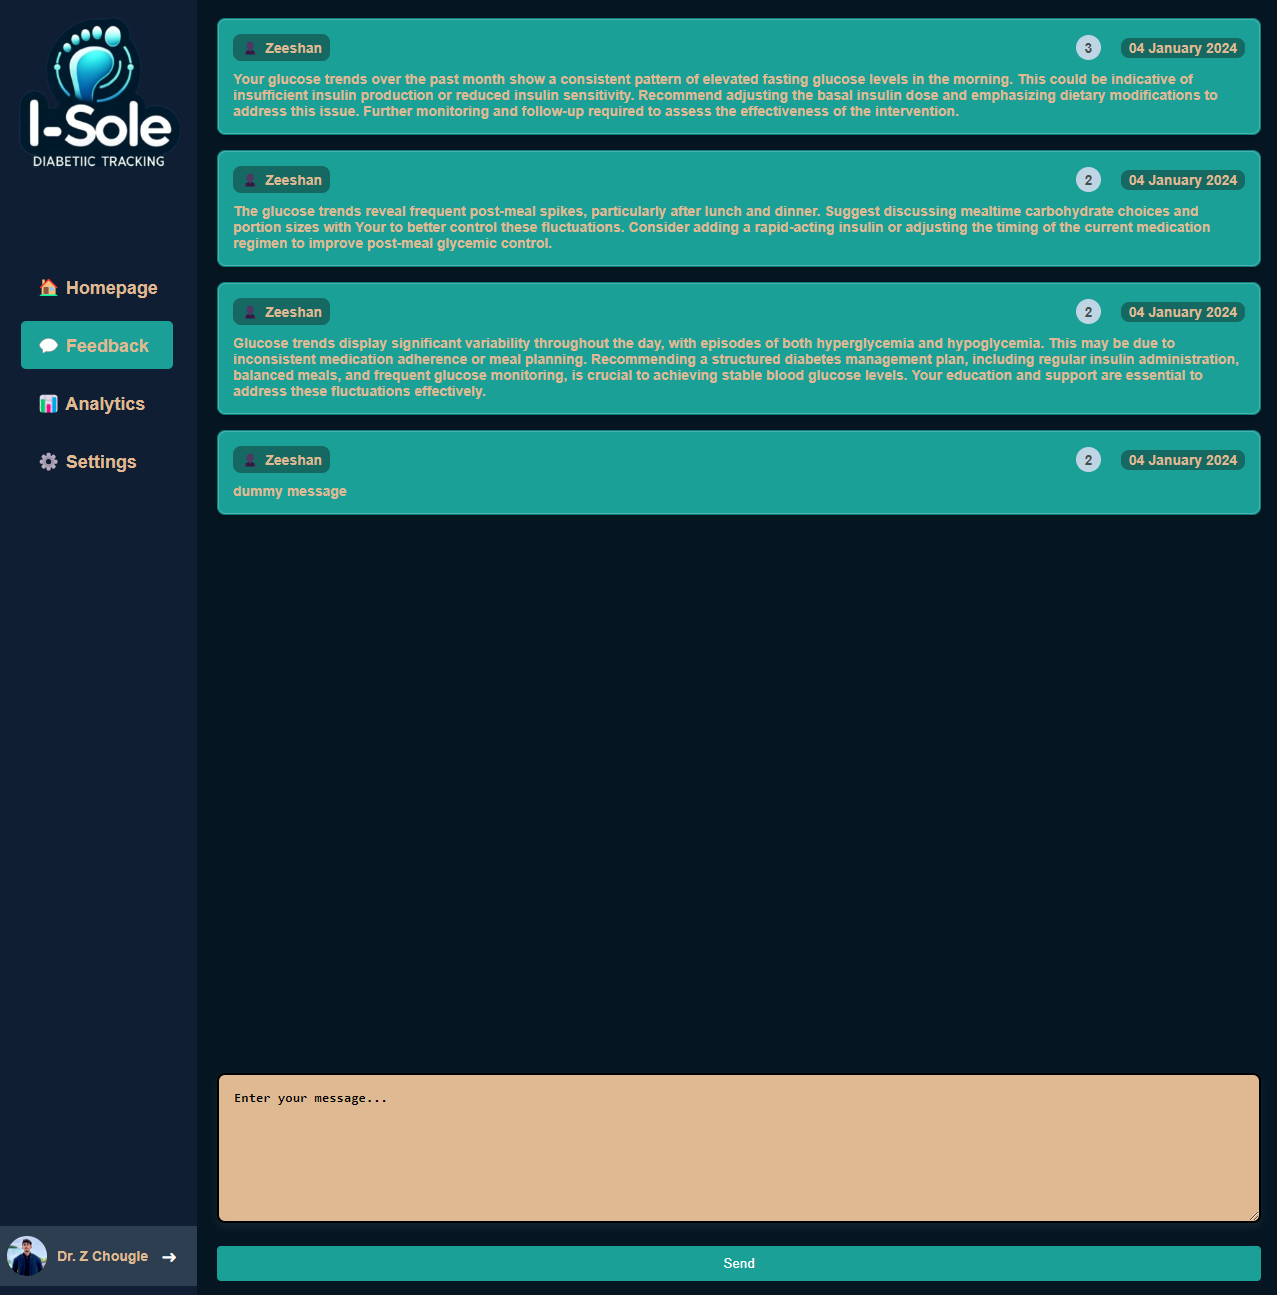 I-Sole
DIABETIIC TRACKING
Homepage
Feedback
Analytics
Settings
Dr. Z Chougle
Zeeshan
3
04 January 2024
Your glucose trends over the past month show a consistent pattern of elevated fasting glucose levels in the morning. This could be indicative of
insufficient insulin production or reduced insulin sensitivity. Recommend adjusting the basal insulin dose and emphasizing dietary modifications to
address this issue. Further monitoring and follow-up required to assess the effectiveness of the intervention.
Zeeshan
2
04 January 2024
The glucose trends reveal frequent post-meal spikes, particularly after lunch and dinner. Suggest discussing mealtime carbohydrate choices and
portion sizes with Your to better control these fluctuations. Consider adding a rapid-acting insulin or adjusting the timing of the current medication
regimen to improve post-meal glycemic control.
Zeeshan
2
04 January 2024
Glucose trends display significant variability throughout the day, with episodes of both hyperglycemia and hypoglycemia. This may be due to
inconsistent medication adherence or meal planning. Recommending a structured diabetes management plan, including regular insulin administration,
balanced meals, and frequent glucose monitoring, is crucial to achieving stable blood glucose levels. Your education and support are essential to
address these fluctuations effectively.
Zeeshan
2
04 January 2024
dummy message
Enter your message...
Send